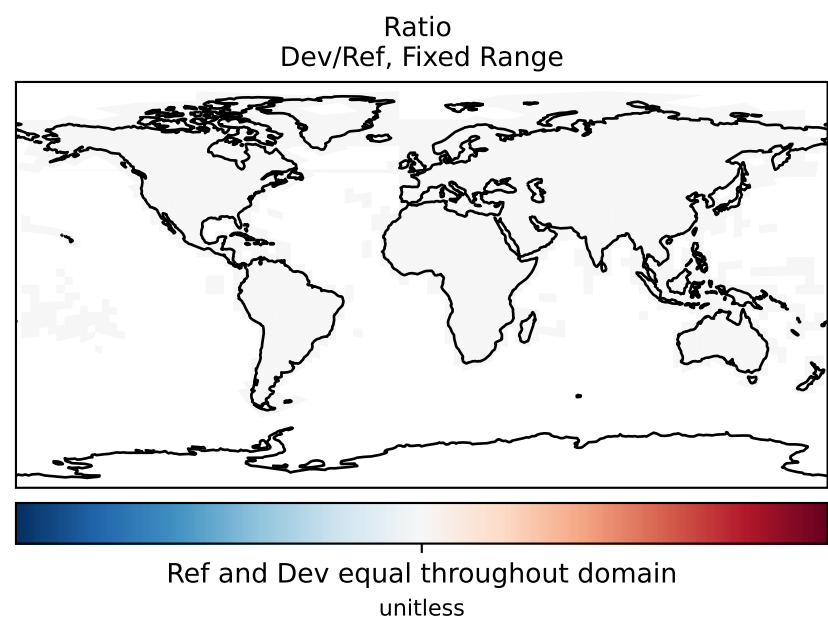 Ratio
Dev/Ref, Fixed Range
Ref and Dev equal throughout domain
unitless